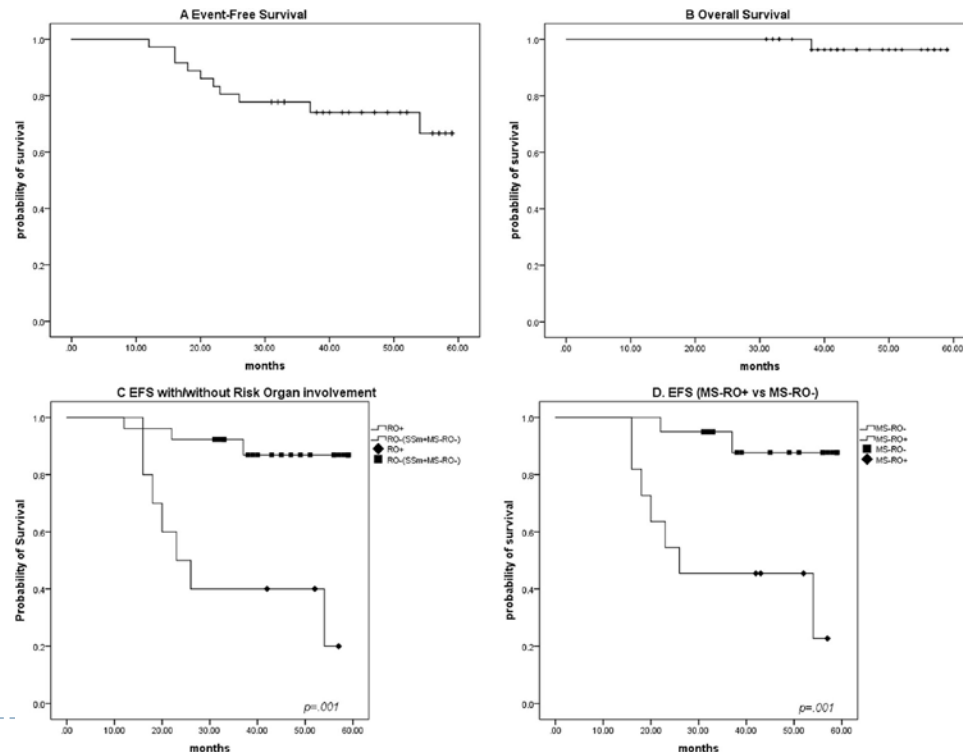 A Event-Free Survival
1.0
0.8
0.6
0.4
0.2
0.0
probability of survival
.00 10.00 20.00 30.00 40.00 50.00 60.00
months
B Overall Survival
1.0
0.8
0.6
0.4
0.2
0.0
probability of survival
.00 10.00 20.00 30.00 40.00 50.00 60.00
months
C EFS with/without Risk Organ involvement
1.0
0.8
0.6
0.4
0.2
0.0
Probability of Survival
RO+
RO-(SSm+MS-RO-)
RO+
RO-(SSm+MS-RO-)
p=.001
.00 10.00 20.00 30.00 40.00 50.00 60.00
months
D. EFS (MS-RO+ vs MS-RO-)
1.0
0.8
0.6
0.4
0.2
0.0
probability of survival
MS-RO-
MS-RO+
MS-RO-
MS-RO+
p=.001
.00 10.00 20.00 30.00 40.00 50.00 60.00
months